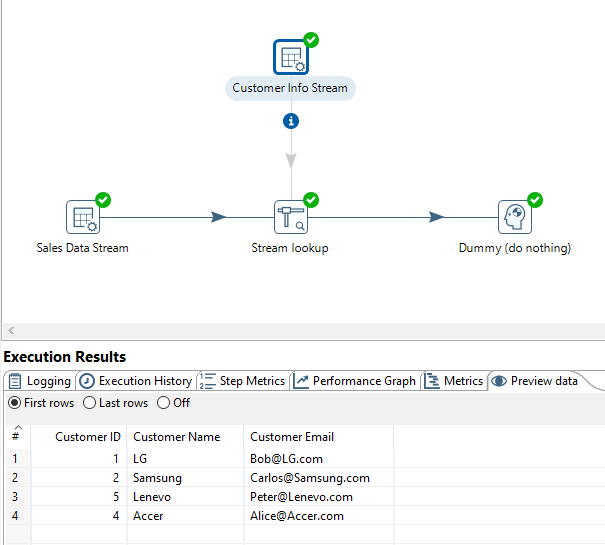 Customer Info Stream
Sales Data Stream Stream lookup Dummy (do nothing)
Execution Results
Logging Execution History Step Metrics Performance Graph Metrics Preview data
First rows Last rows Off
# Customer ID Customer Name Customer Email
1 1 LG Bob@LG.com
2 2 Samsung Carlos@Samsung.com
3 5 Lenevo Peter@Lenevo.com
4 4 Accer Alice@Accer.com